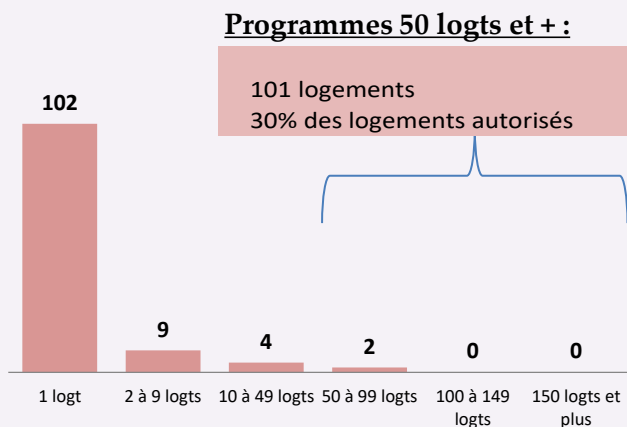 Programmes 50 logts et + :
101 logements
30% des logements autorisés
102
9
4
2
0
0
1 logt
2 à 9 logts
10 à 49 logts
50 à 99 logts
100 à 149
logts
150 logts et
plus